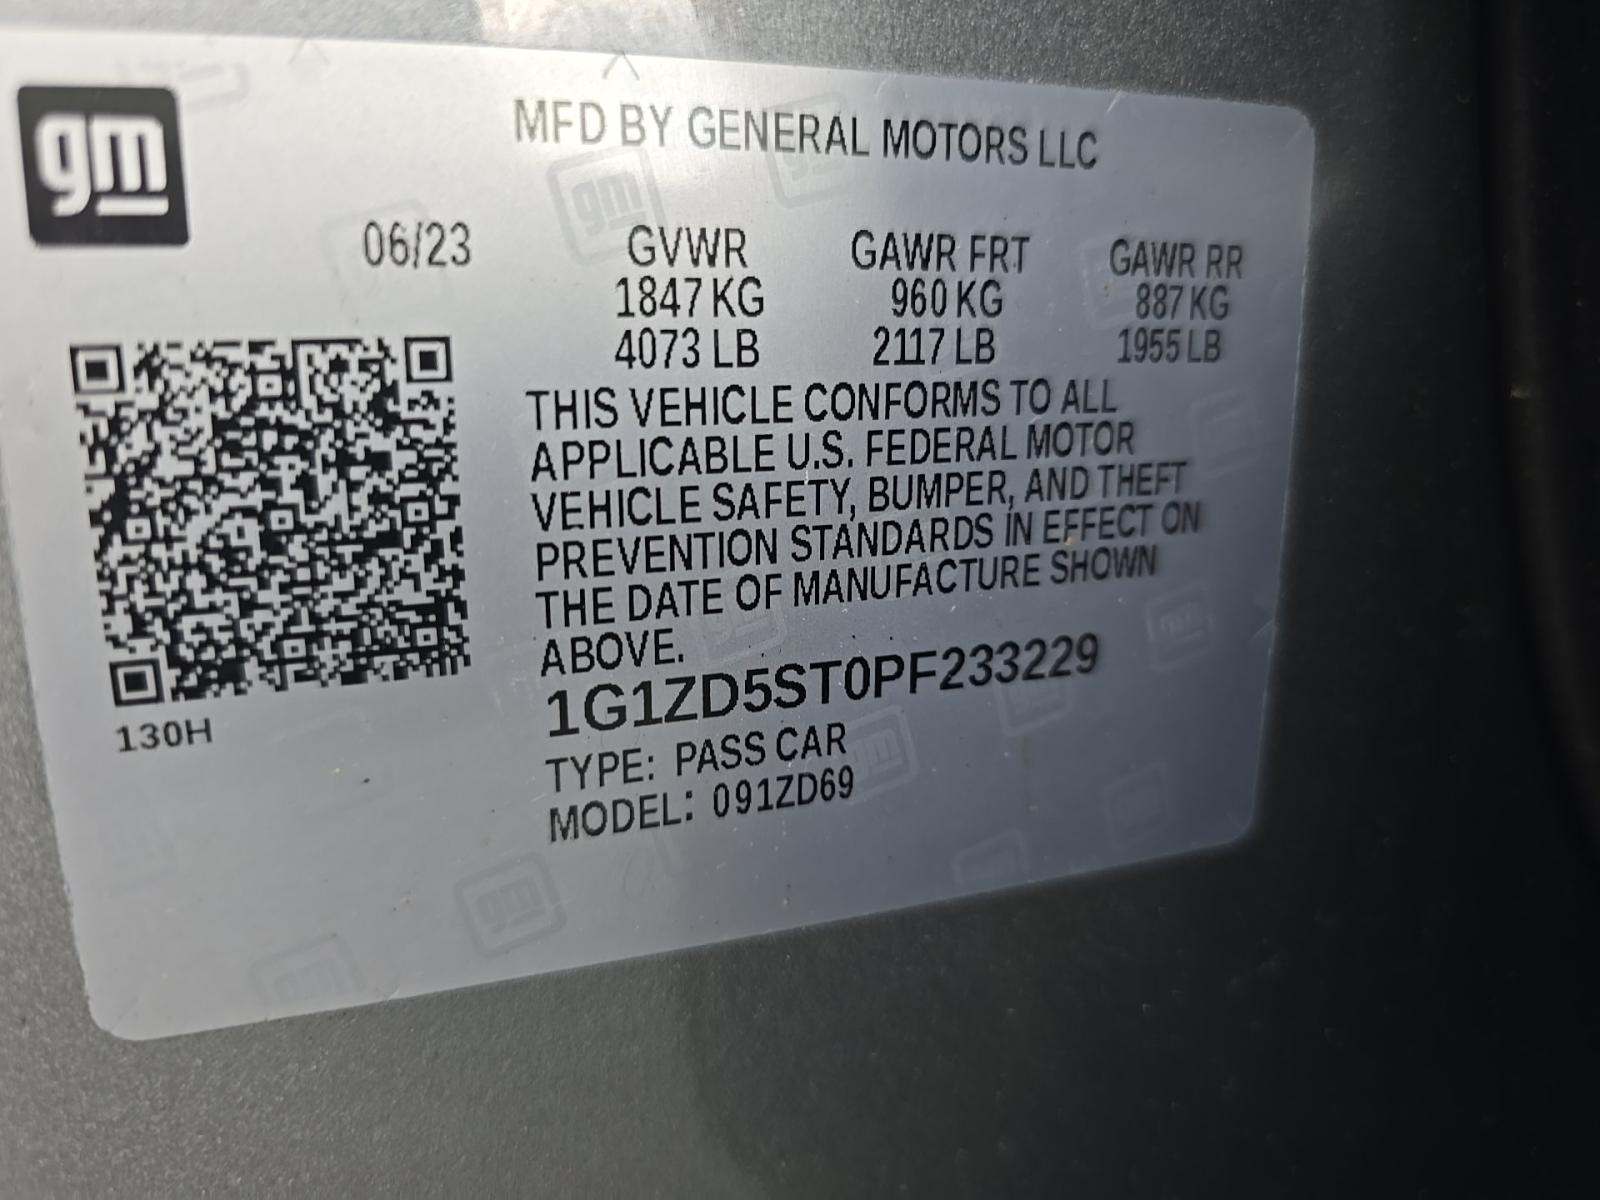 gm
MFD BY GENERAL MOTORS LLC
06/23 GVWR GAWR FRT GAWR RR
1847 KG 960 KG 887 KG
4073 LB 2117 LB 1955 LB
THIS VEHICLE CONFORMS TO ALL
APPLICABLE U.S. FEDERAL MOTOR
VEHICLE SAFETY, BUMPER, AND THEFT
PREVENTION STANDARDS IN EFFECT ON
THE DATE OF MANUFACTURE SHOWN
ABOVE.
1G1ZD5ST0PF233229
130H
TYPE: PASS CAR
MODEL: 091ZD69